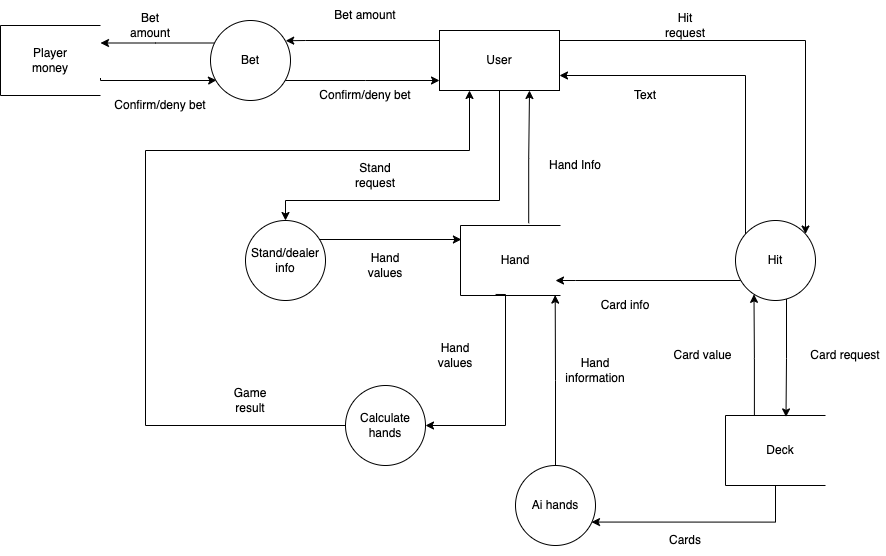 Bet
amount
Bet amount
Hit
request
Player
money
Bet
User
Confirm/deny bet
Confirm/deny bet
Text
Stand
request
Hand Info
Stand/dealer
info
Hand
values
Hand
Hit
Card info
Hand
values
Hand
information
Card value
Card request
Game
result
Calculate
hands
Deck
Ai hands
Cards